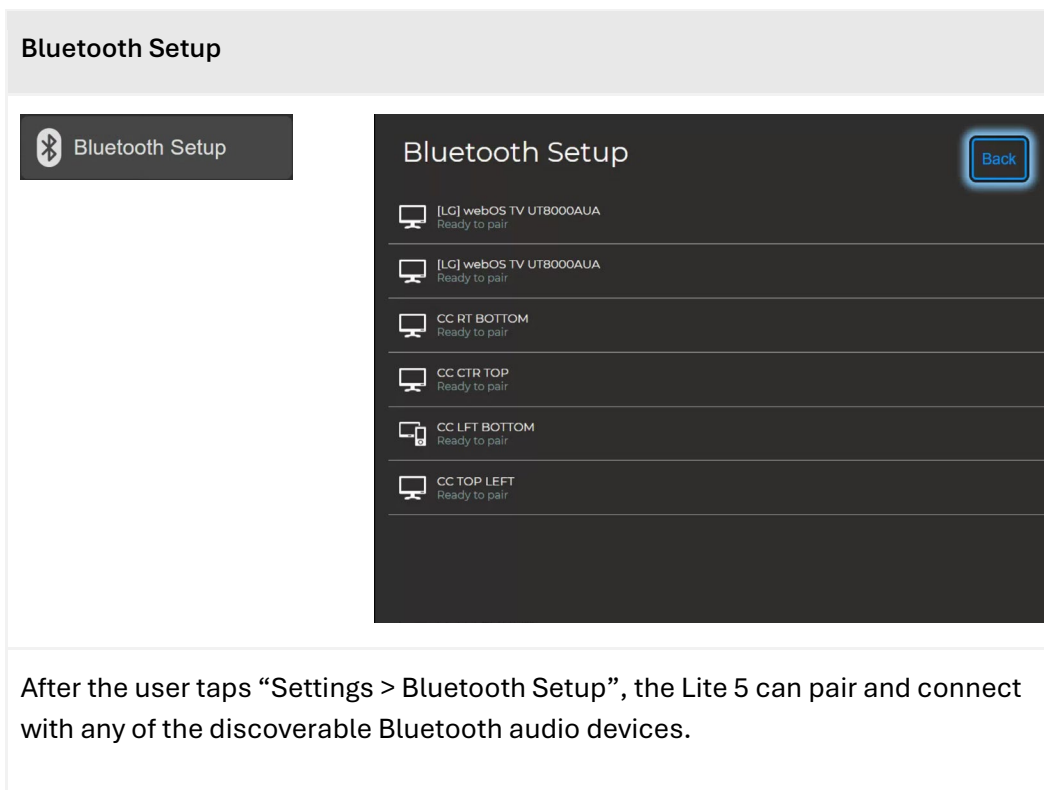 Bluetooth Setup
Bluetooth Setup
Bluetooth Setup
Back
[LG] webOS TV UT8000AUA
Ready to pair
[LG] webOS TV UT8000AUA
Ready to pair
CC RT BOTTOM
Ready to pair
CC CTR TOP
Ready to pair
CC LFT BOTTOM
Ready to pair
CC TOP LEFT
Ready to pair
After the user taps “Settings > Bluetooth Setup”, the Lite 5 can pair and connect
with any of the discoverable Bluetooth audio devices.